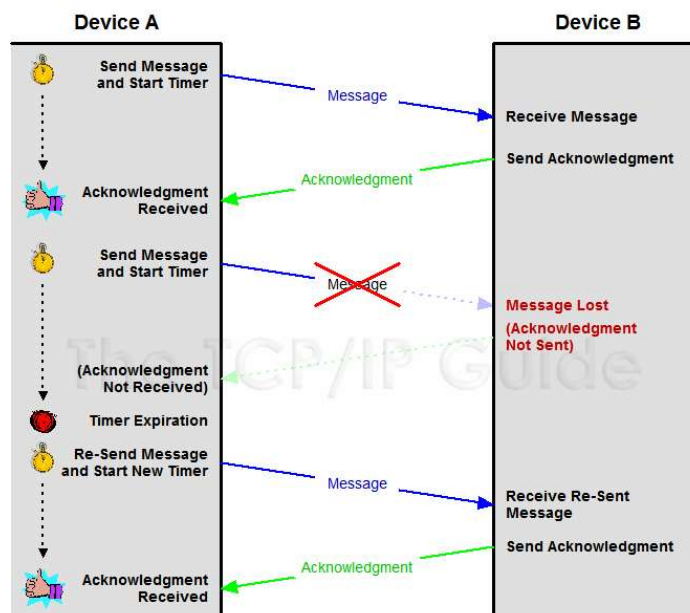 Device A
Device B
Send Message
and Start Timer
Message
Receive Message
Send Acknowledgment
Acknowledgment
Acknowledgment
Received
Send Message
and Start Timer
Message
Message Lost
(Acknowledgment
Not Sent)
The TCP/IP Guide
(Acknowledgment
Not Received)
Timer Expiration
Re-Send Message
and Start New Timer
Message
Receive Re-Sent
Message
Send Acknowledgment
Acknowledgment
Acknowledgment
Received